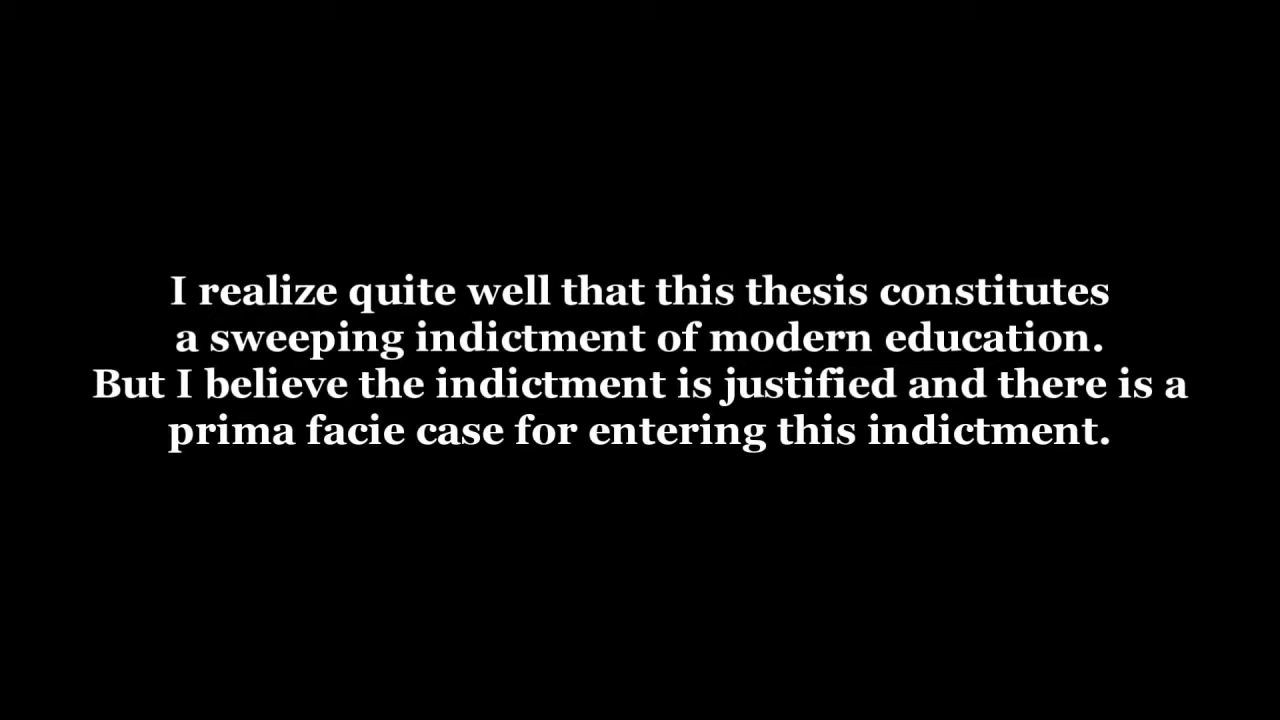 I realize quite well that this thesis constitutes
a sweeping indictment of modern education.
But I believe the indictment is justified and there is a
prima facie case for entering this indictment.